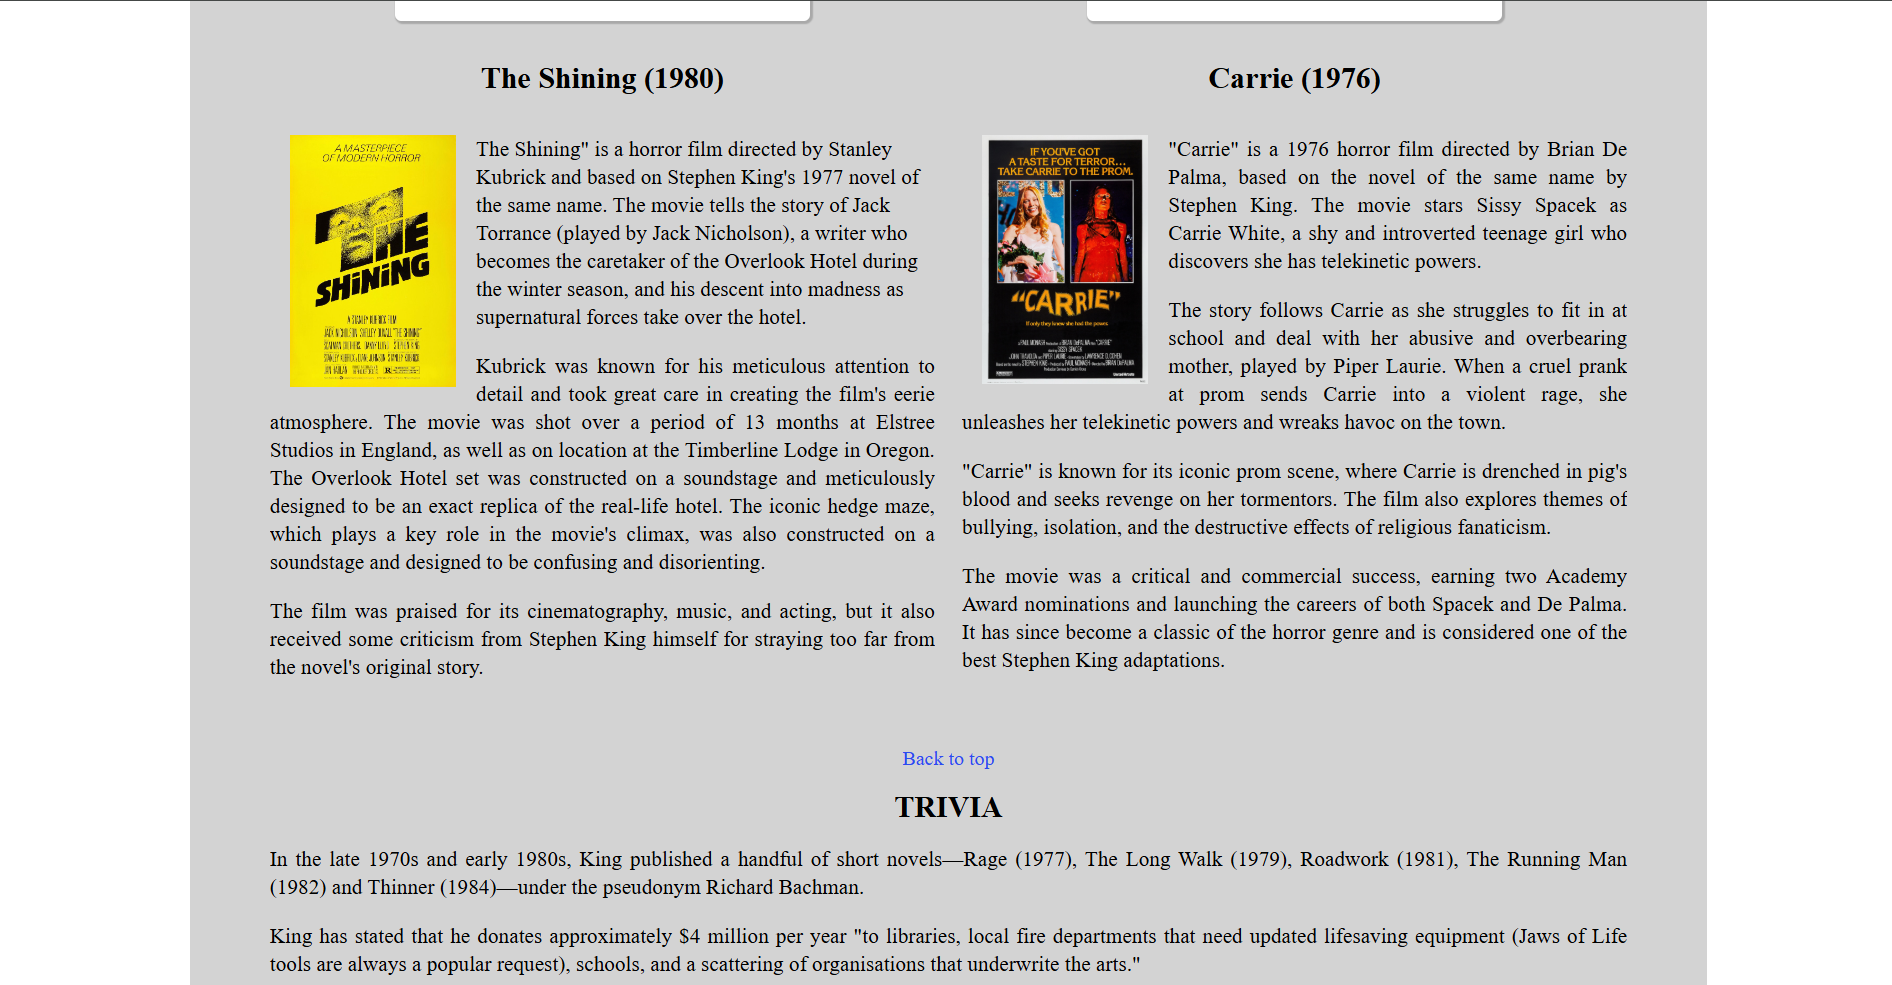 The Shining (1980)
A MASTERPIECE
OF MODERN HORROR
THE
SHiNiNG
A STANLEY KUBRICK FILM
The Shining" is a horror film directed by Stanley
Kubrick and based on Stephen King's 1977 novel of
the same name. The movie tells the story of Jack
Torrance (played by Jack Nicholson), a writer who
becomes the caretaker of the Overlook Hotel during
the winter season, and his descent into madness as
supernatural forces take over the hotel.
Kubrick was known for his meticulous attention to
detail and took great care in creating the film's eerie
atmosphere. The movie was shot over a period of 13 months at Elstree
Studios in England, as well as on location at the Timberline Lodge in Oregon.
The Overlook Hotel set was constructed on a soundstage and meticulously
designed to be an exact replica of the real-life hotel. The iconic hedge maze,
which plays a key role in the movie's climax, was also constructed on a
soundstage and designed to be confusing and disorienting.
The film was praised for its cinematography, music, and acting, but it also
received some criticism from Stephen King himself for straying too far from
the novel's original story.
Carrie (1976)
IF YOU'VE GOT
A TASTE FOR TERROR...
TAKE CARRIE TO THE PROM.
"CARRIE"
If only they knew she had the power.
"Carrie" is a 1976 horror film directed by Brian De
Palma, based on the novel of the same name by
Stephen King. The movie stars Sissy Spacek as
Carrie White, a shy and introverted teenage girl who
discovers she has telekinetic powers.
The story follows Carrie as she struggles to fit in at
school and deal with her abusive and overbearing
mother, played by Piper Laurie. When a cruel prank
at prom sends Carrie into a violent rage, she
unleashes her telekinetic powers and wreaks havoc on the town.
"Carrie" is known for its iconic prom scene, where Carrie is drenched in pig's
blood and seeks revenge on her tormentors. The film also explores themes of
bullying, isolation, and the destructive effects of religious fanaticism.
The movie was a critical and commercial success, earning two Academy
Award nominations and launching the careers of both Spacek and De Palma.
It has since become a classic of the horror genre and is considered one of the
best Stephen King adaptations.
Back to top
TRIVIA
In the late 1970s and early 1980s, King published a handful of short novels—Rage (1977), The Long Walk (1979), Roadwork (1981), The Running Man
(1982) and Thinner (1984)—under the pseudonym Richard Bachman.
King has stated that he donates approximately $4 million per year "to libraries, local fire departments that need updated lifesaving equipment (Jaws of Life
tools are always a popular request), schools, and a scattering of organisations that underwrite the arts."